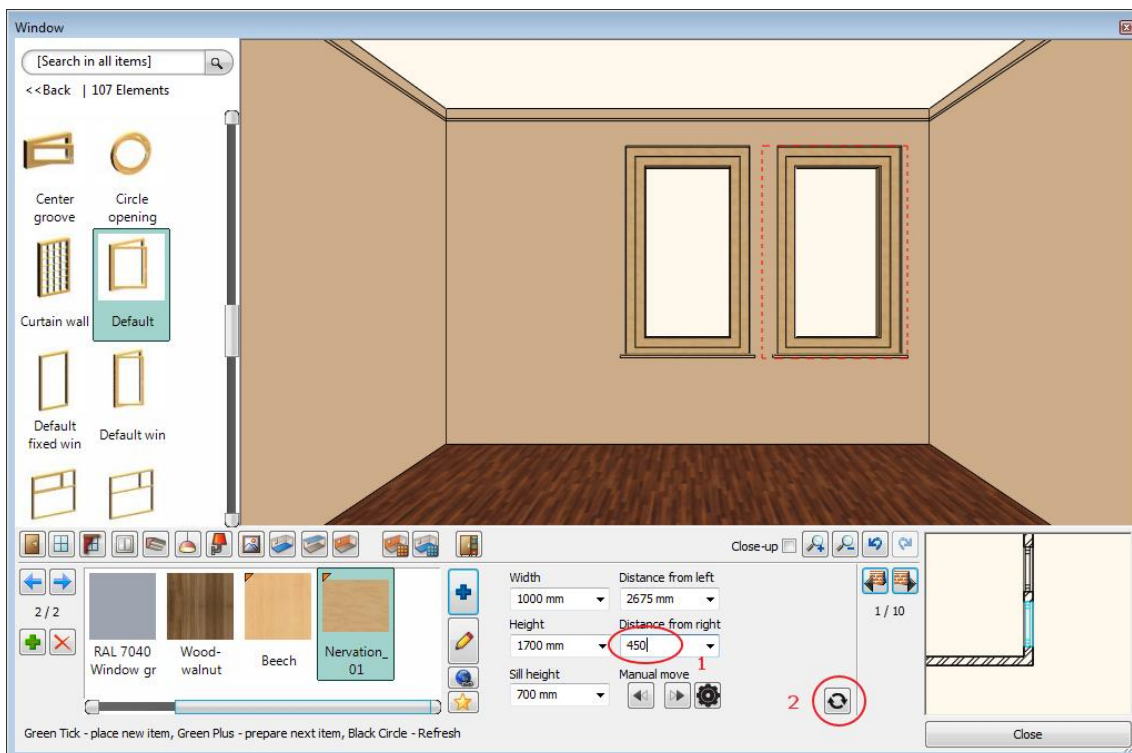 Window
[Search in all items]
<<Back | 107 Elements
Center
groove
Circle
opening
Curtain wall
Default
Default
fixed win
Default win
Close-up
2 / 2
RAL 7040
Window gr
Wood-
walnut
Beech
Nervation_
01
Width
1000 mm
Distance from left
2675 mm
Height
1700 mm
Distance from right
450
1
Sill height
700 mm
Manual move
2
1 / 10
Green Tick - place new item, Green Plus - prepare next item, Black Circle - Refresh
Close